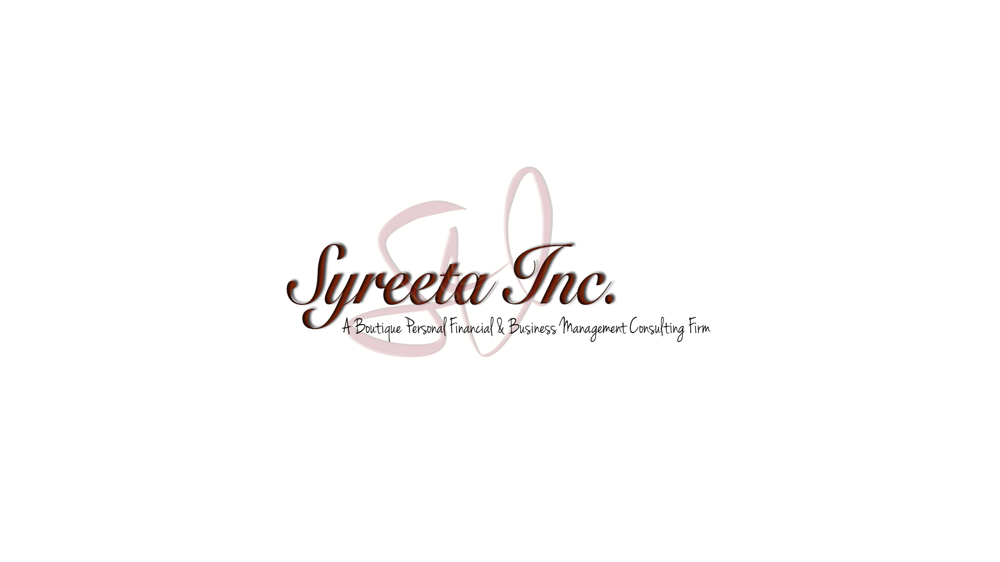 Syreeta Inc.
A Boutique Personal Financial & Business Management Consulting Firm